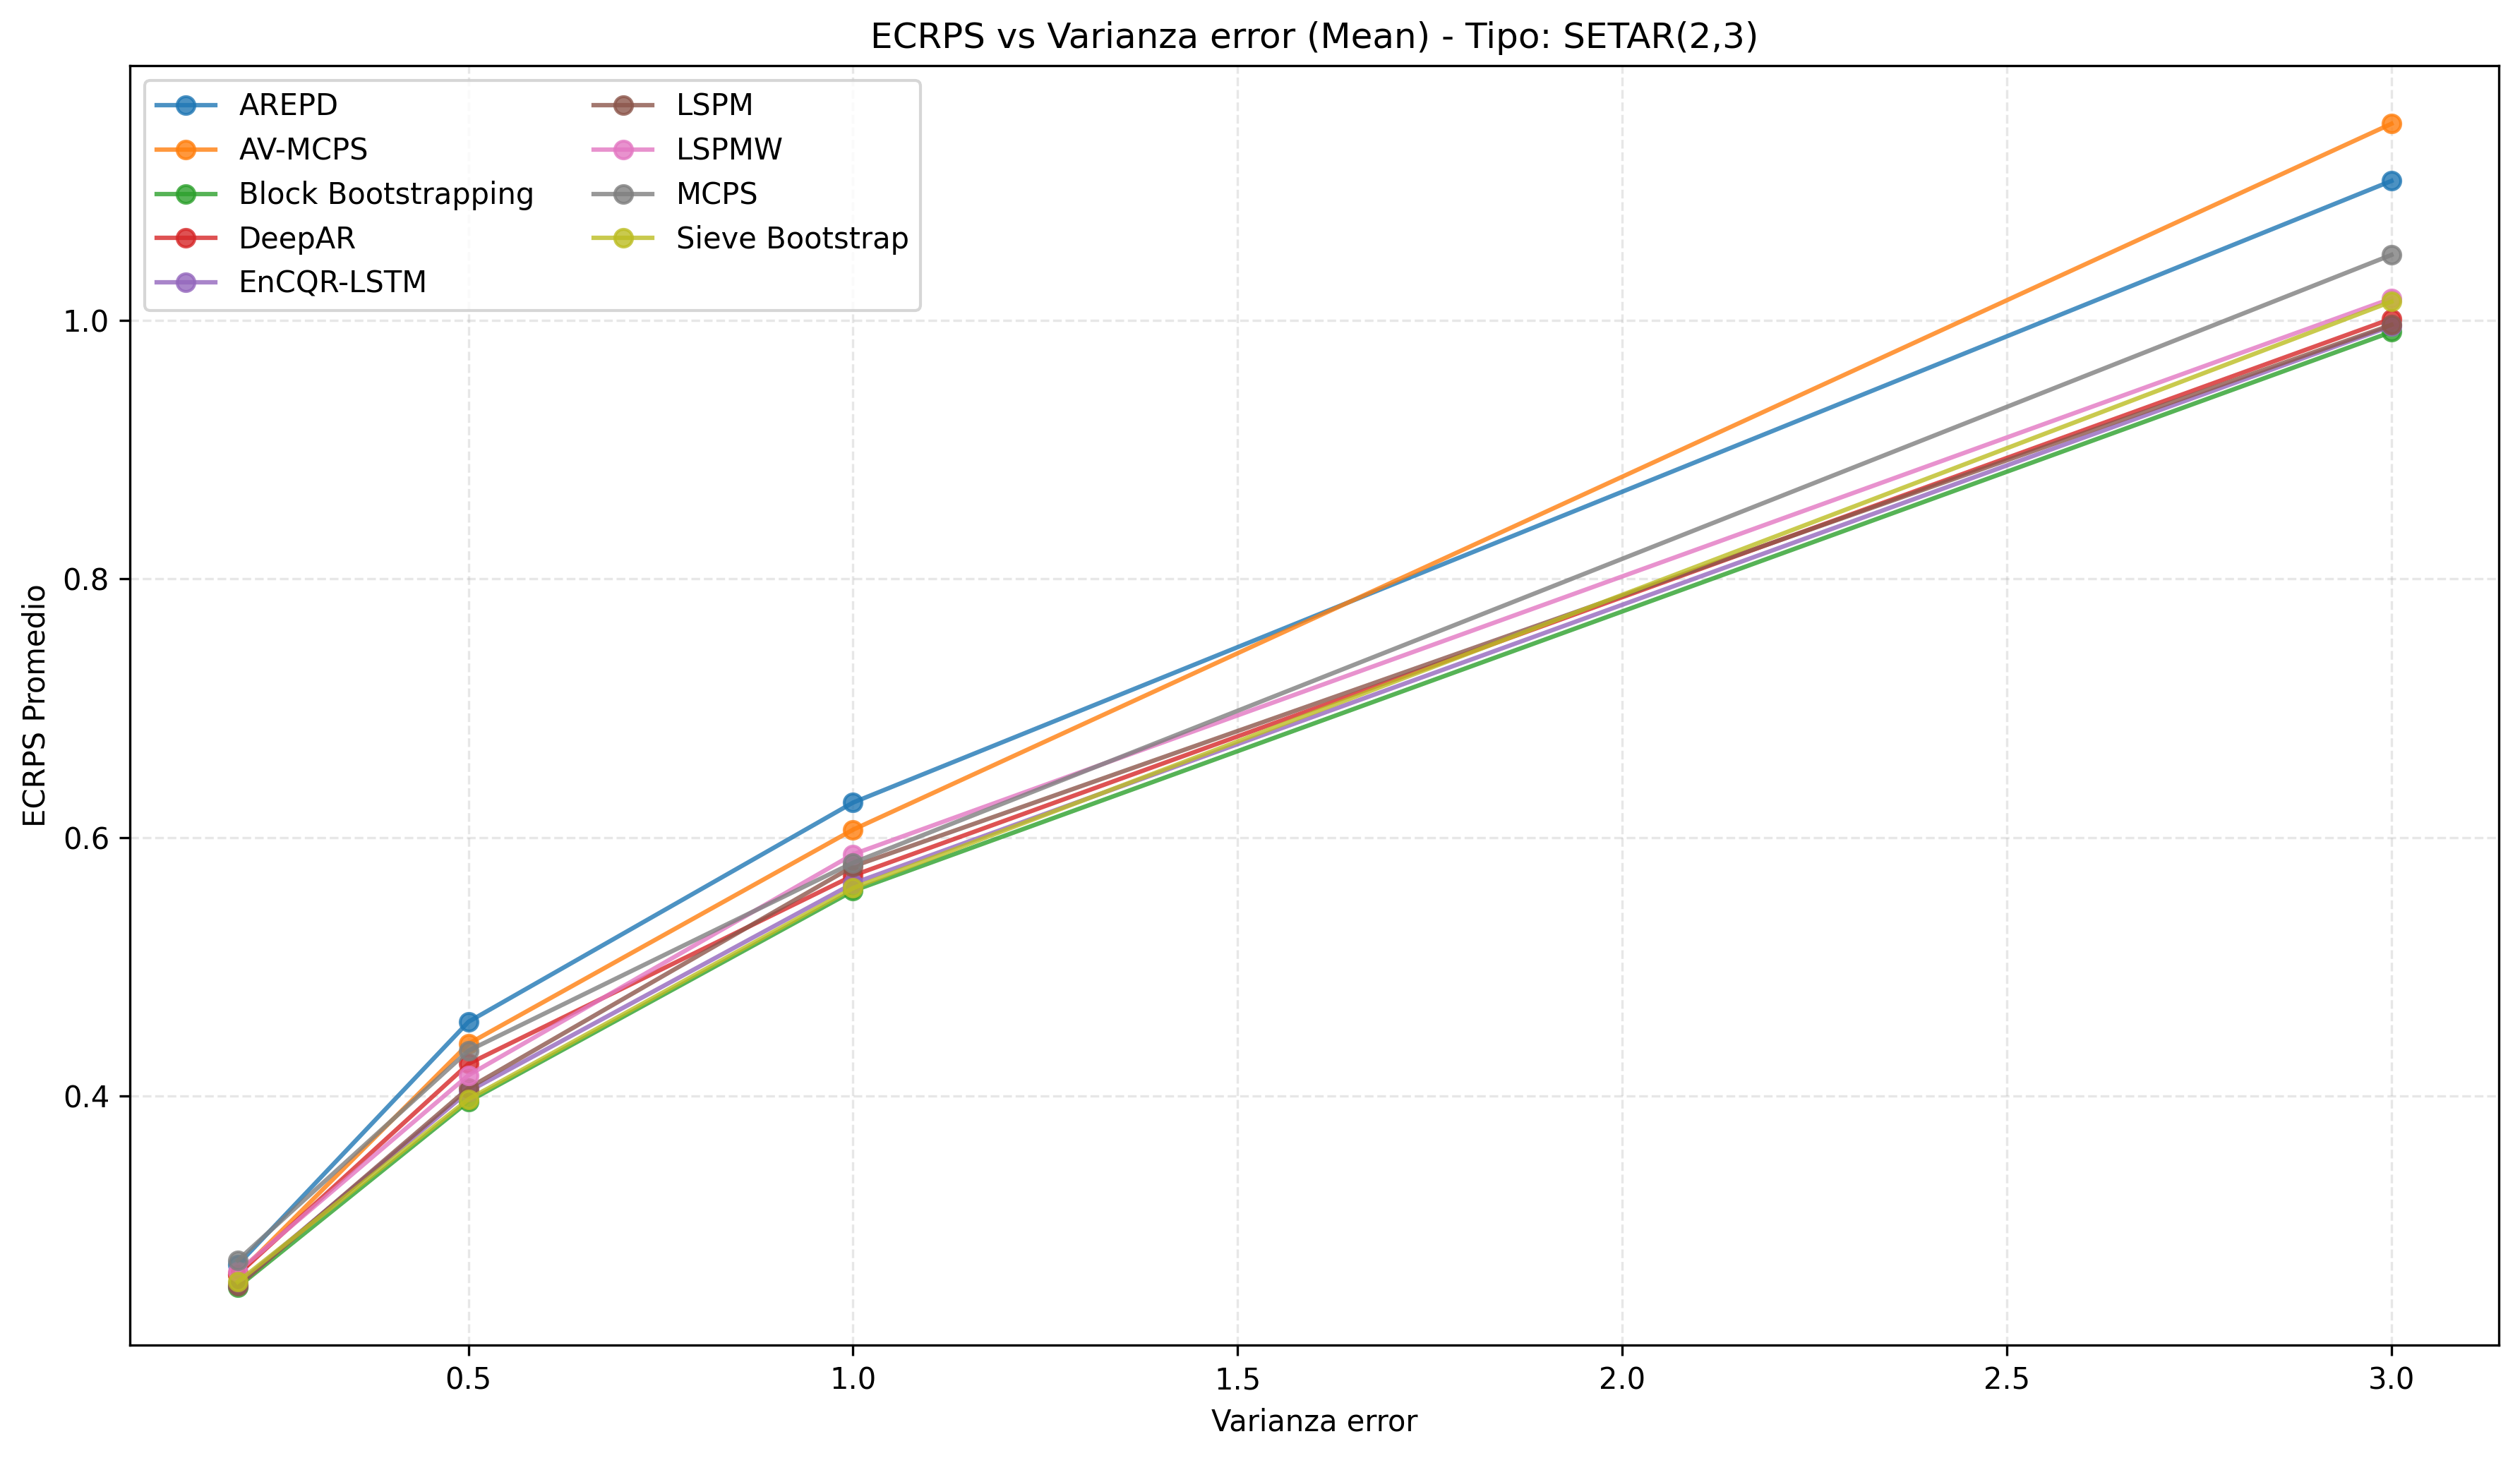 ECRPS vs Varianza error (Mean) - Tipo: SETAR(2,3)
AREPD
AV-MCPS
Block Bootstrapping
DeepAR
EnCQR-LSTM
LSPM
LSPMW
MCPS
Sieve Bootstrap
ECRPS Promedio
1.0
0.8
0.6
0.4
0.5 1.0 1.5 2.0 2.5 3.0
Varianza error